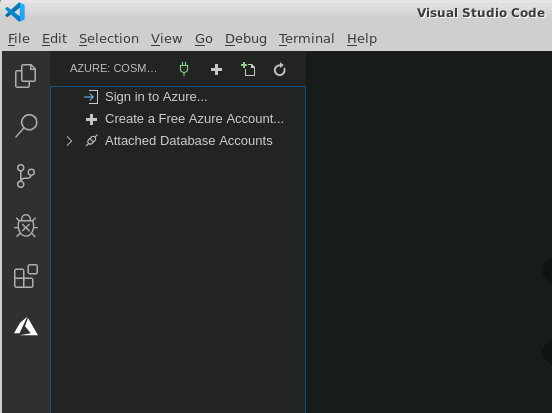 Visual Studio Code
File Edit Selection View Go Debug Terminal Help
AZURE: COSM...
Sign in to Azure...
Create a Free Azure Account...
Attached Database Accounts